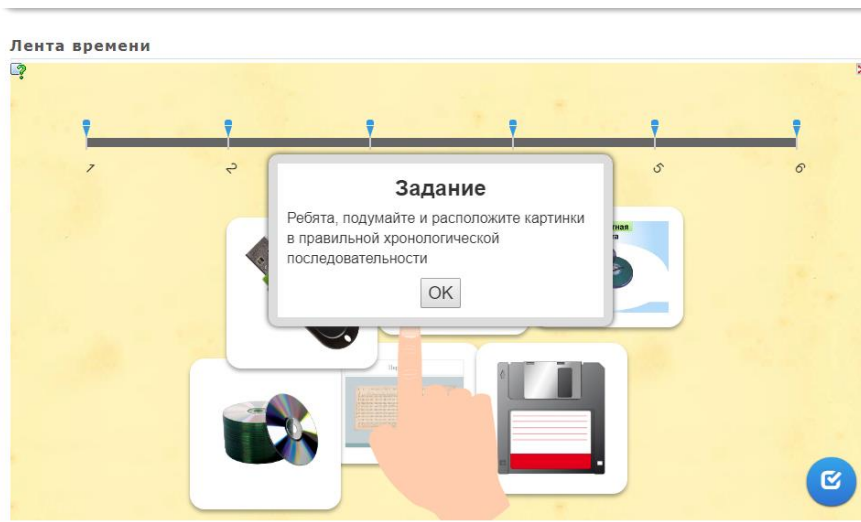 Лента времени
1
2
5
6
Задание
Ребята, подумайте и расположите картинки
в правильной хронологической
последовательности
OK